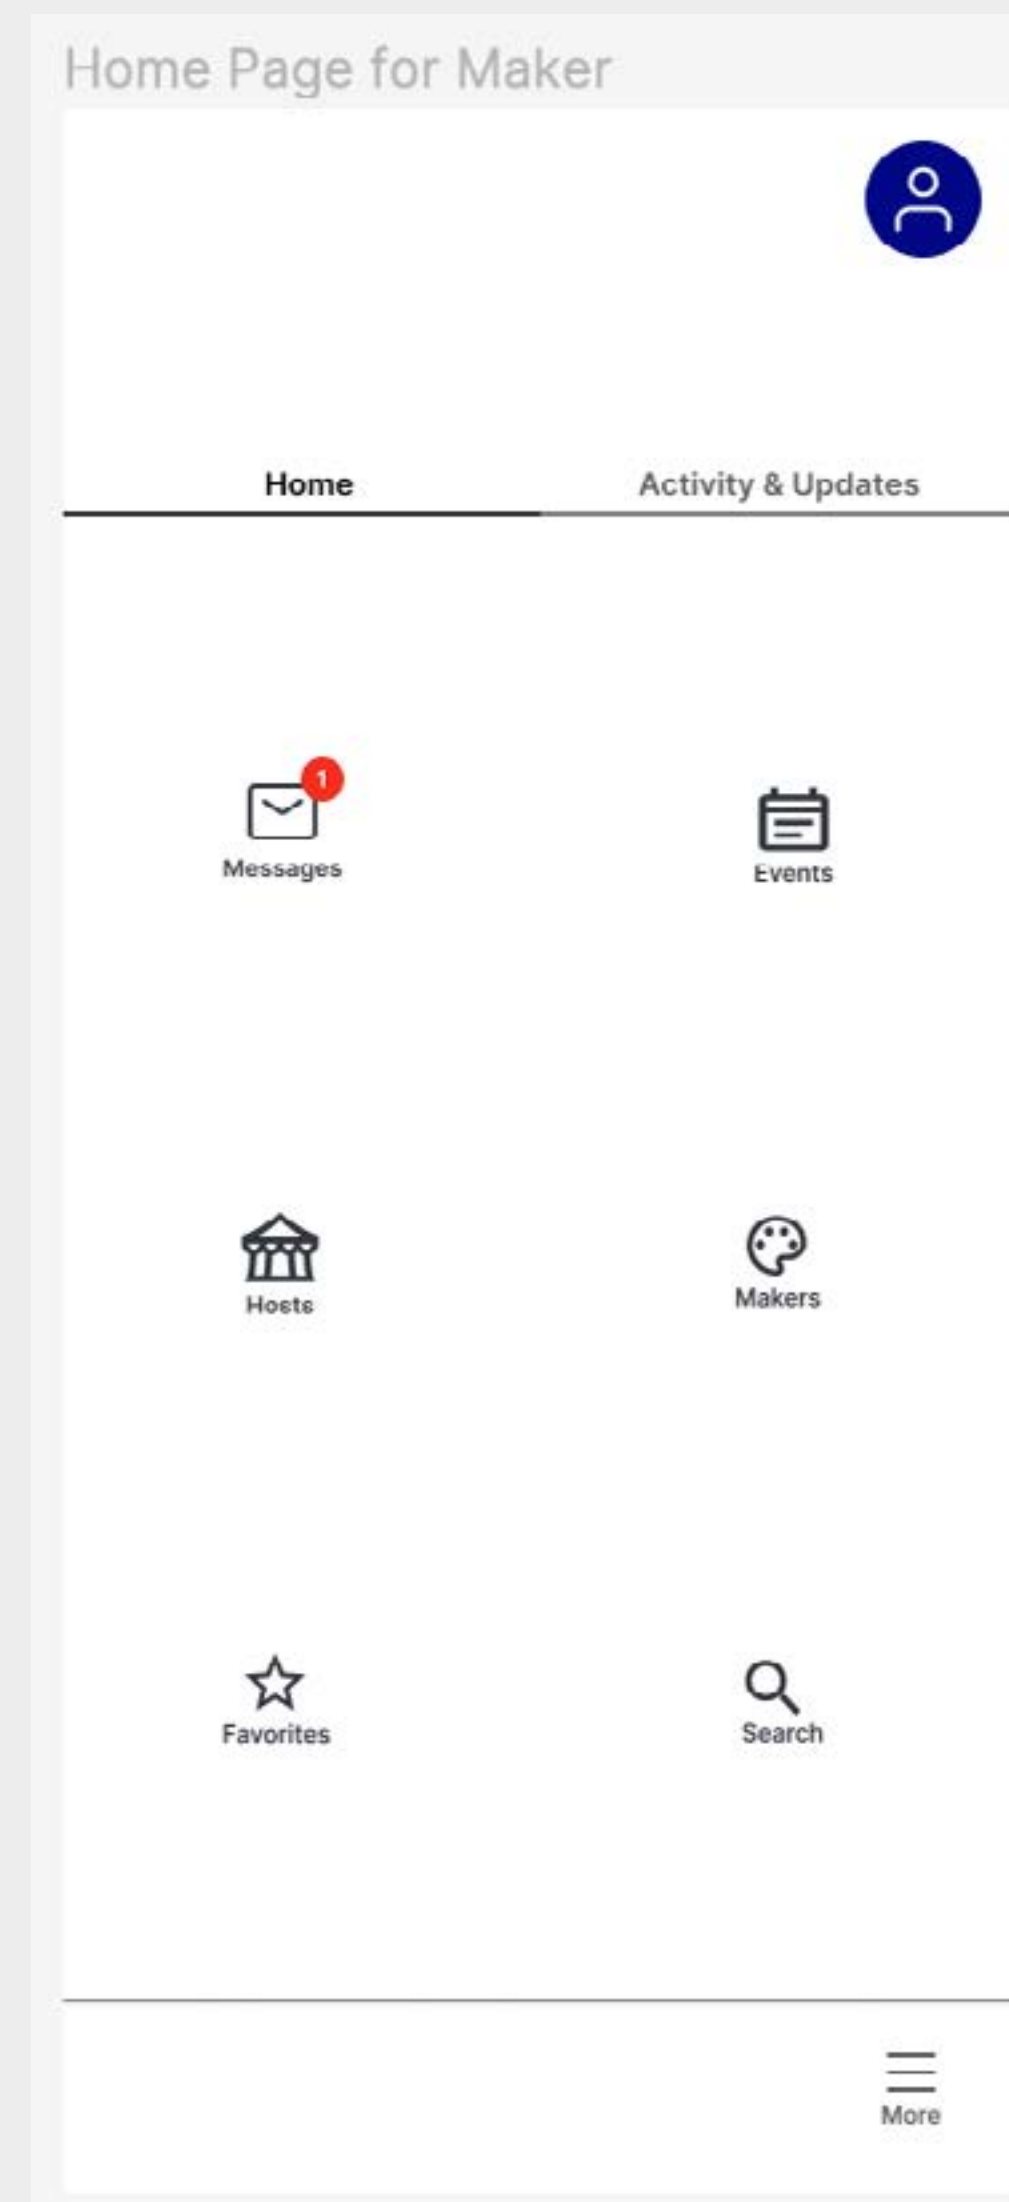 Home Page for Maker
Home Activity & Updates
1
Messages Events
Hosts Makers
Favorites Search
More